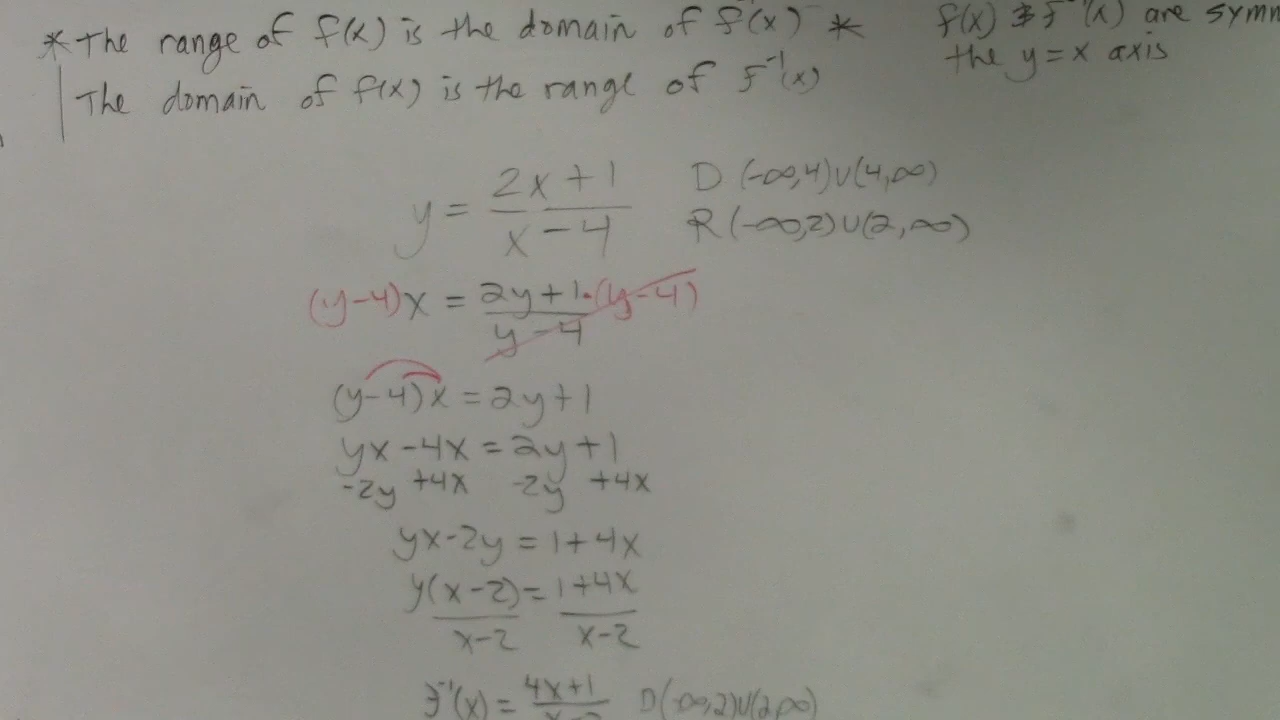 *The range of f(x) is the domain of f⁻¹(x) *
The domain of f(x) is the range of f⁻¹(x)
f(x) & f⁻¹(x) are
the y=x axis
y = (2x+1)/(x-4)
D (-∞,4)∪(4,∞)
R (-∞,2)∪(2,∞)
(y-4)x = (2y+1)/(y-4)·(y-4)
(y-4)x = 2y+1
yx-4x = 2y+1
-2y +4x -2y +4x
yx-2y = 1+4x
y(x-2) = 1+4x
x-2 x-2
f⁻¹(x) = (4x+1)/(x-2) D(-∞,2)∪(2,∞)